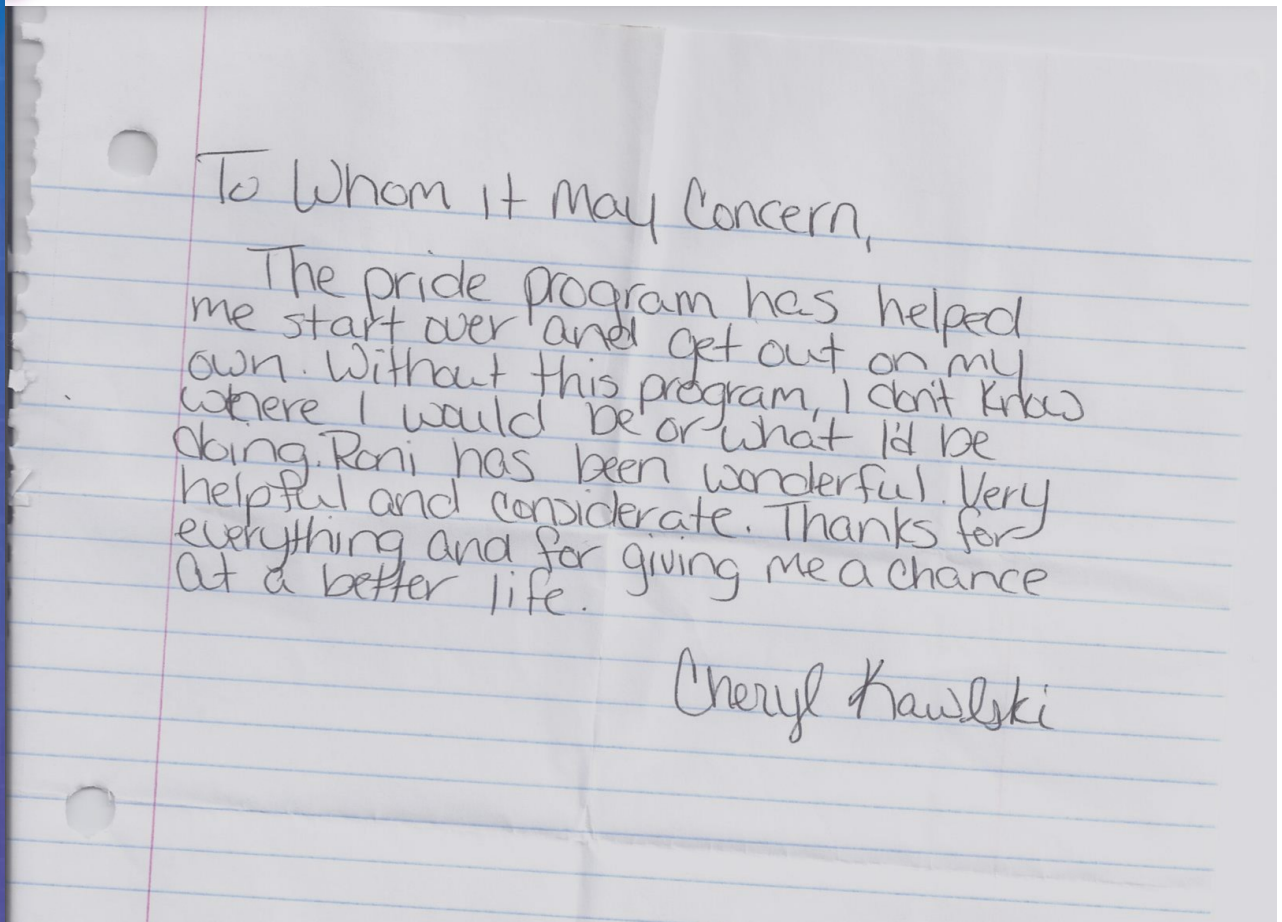 To Whom It May Concern,
The pride program has helped
me start over and get out on my
own. Without this program, I don't know
where I would be or what I'd be
doing. Roni has been wonderful. Very
helpful and considerate. Thanks for
everything and for giving me a chance
at a better life.
Cheryl Kawlski